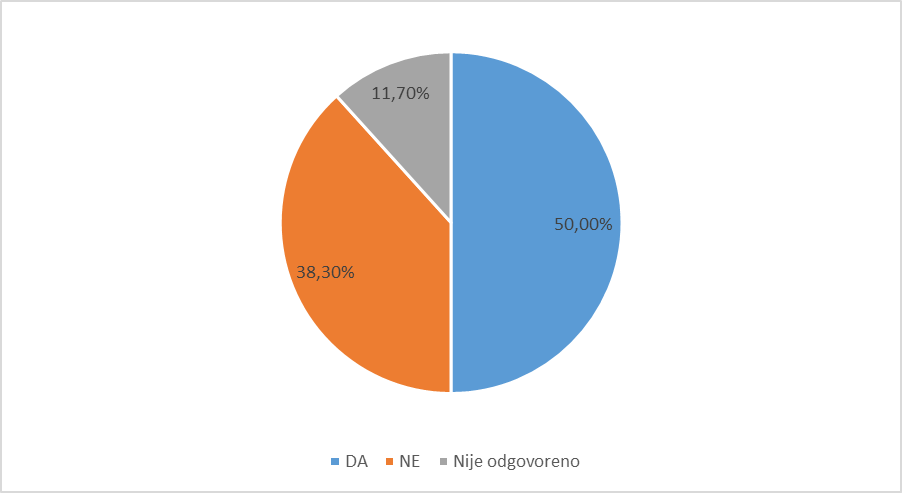 11,70%
50,00%
38,30%
DA NE Nije odgovoreno